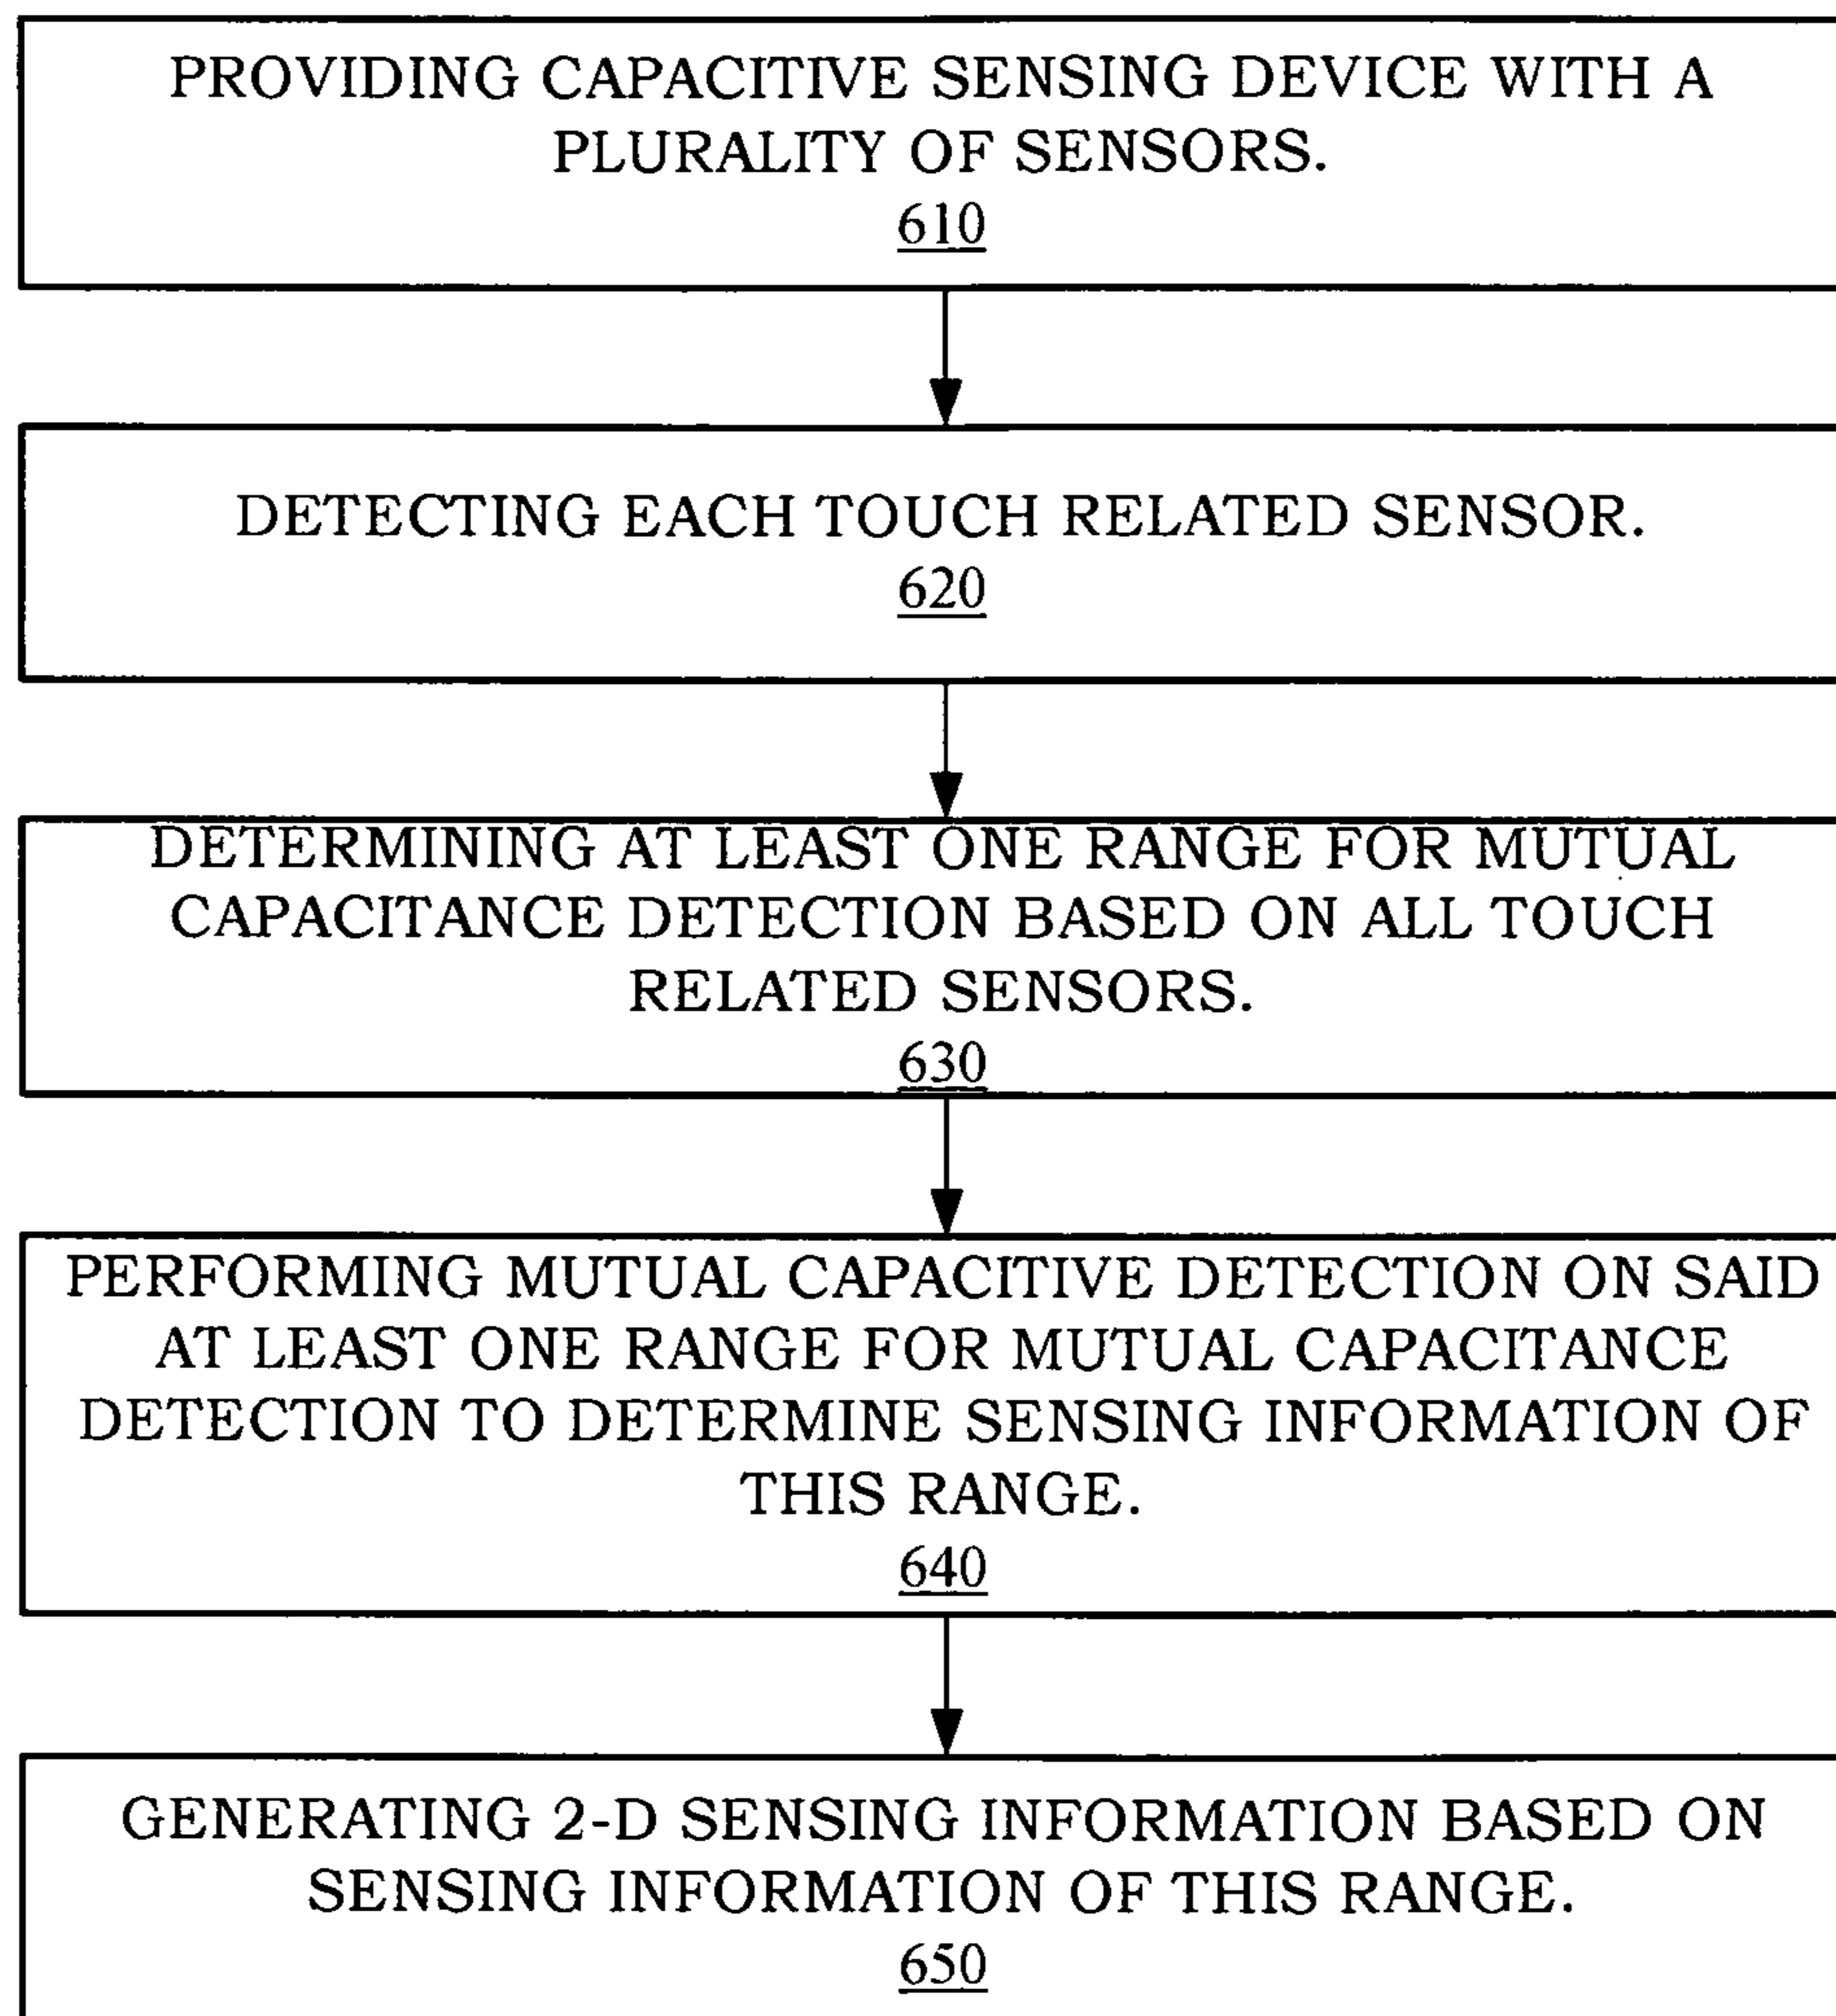 PROVIDING CAPACITIVE SENSING DEVICE WITH A
PLURALITY OF SENSORS.
610
DETECTING EACH TOUCH RELATED SENSOR.
620
DETERMINING AT LEAST ONE RANGE FOR MUTUAL
CAPACITANCE DETECTION BASED ON ALL TOUCH
RELATED SENSORS.
630
PERFORMING MUTUAL CAPACITIVE DETECTION ON SAID
AT LEAST ONE RANGE FOR MUTUAL CAPACITANCE
DETECTION TO DETERMINE SENSING INFORMATION OF
THIS RANGE.
640
GENERATING 2-D SENSING INFORMATION BASED ON
SENSING INFORMATION OF THIS RANGE.
650